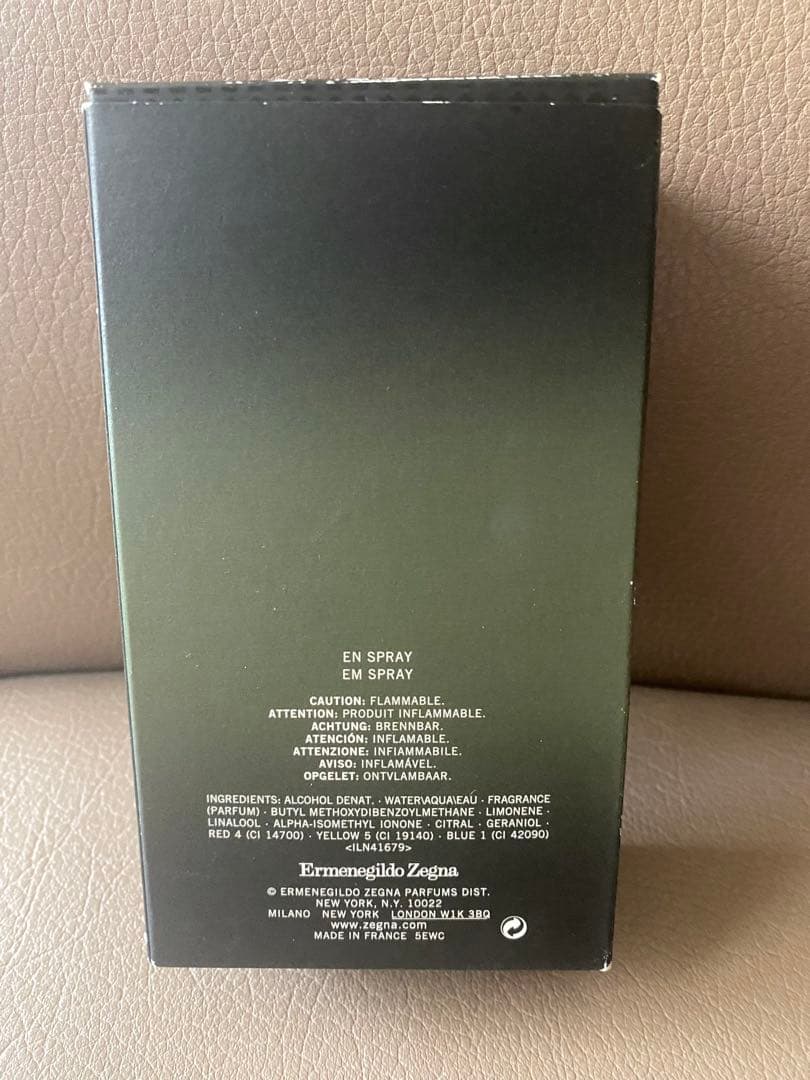 EN SPRAY
EM SPRAY
CAUTION: FLAMMABLE.
ATTENTION: PRODUIT INFLAMMABLE.
ACHTUNG: BRENNBAR.
ATENCIÓN: INFLAMABLE.
ATTENZIONE: INFIAMMABILE.
AVISO: INFLAMÁVEL.
OPGELET: ONTVLAMBAAR.
INGREDIENTS: ALCOHOL DENAT. · WATER\AQUA\EAU · FRAGRANCE
(PARFUM) · BUTYL METHOXYDIBENZOYLMETHANE · LIMONENE ·
LINALOOL · ALPHA-ISOMETHYL IONONE · CITRAL · GERANIOL ·
RED 4 (CI 14700) · YELLOW 5 (CI 19140) · BLUE 1 (CI 42090)
<ILN41679>
Ermenegildo Zegna
© ERMENEGILDO ZEGNA PARFUMS DIST.
NEW YORK, N.Y. 10022
MILANO NEW YORK LONDON W1K 3BQ
www.zegna.com
MADE IN FRANCE 5EWC